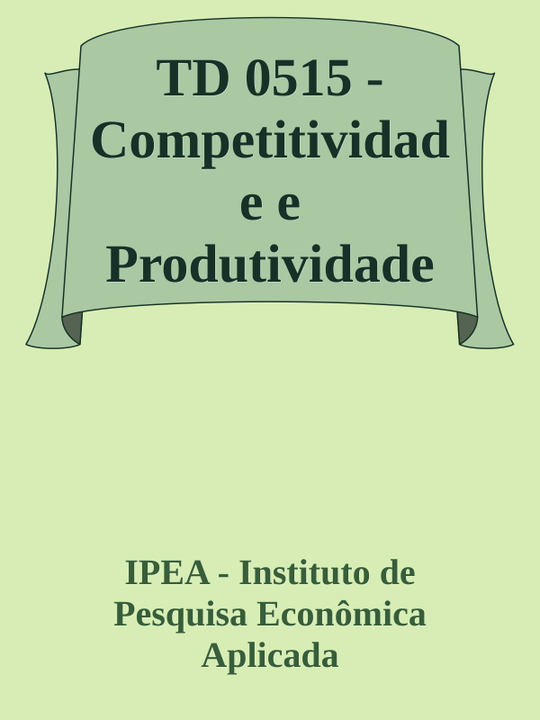 TD 0515 -
Competitividad
e e
Produtividade
IPEA - Instituto de
Pesquisa Econômica
Aplicada